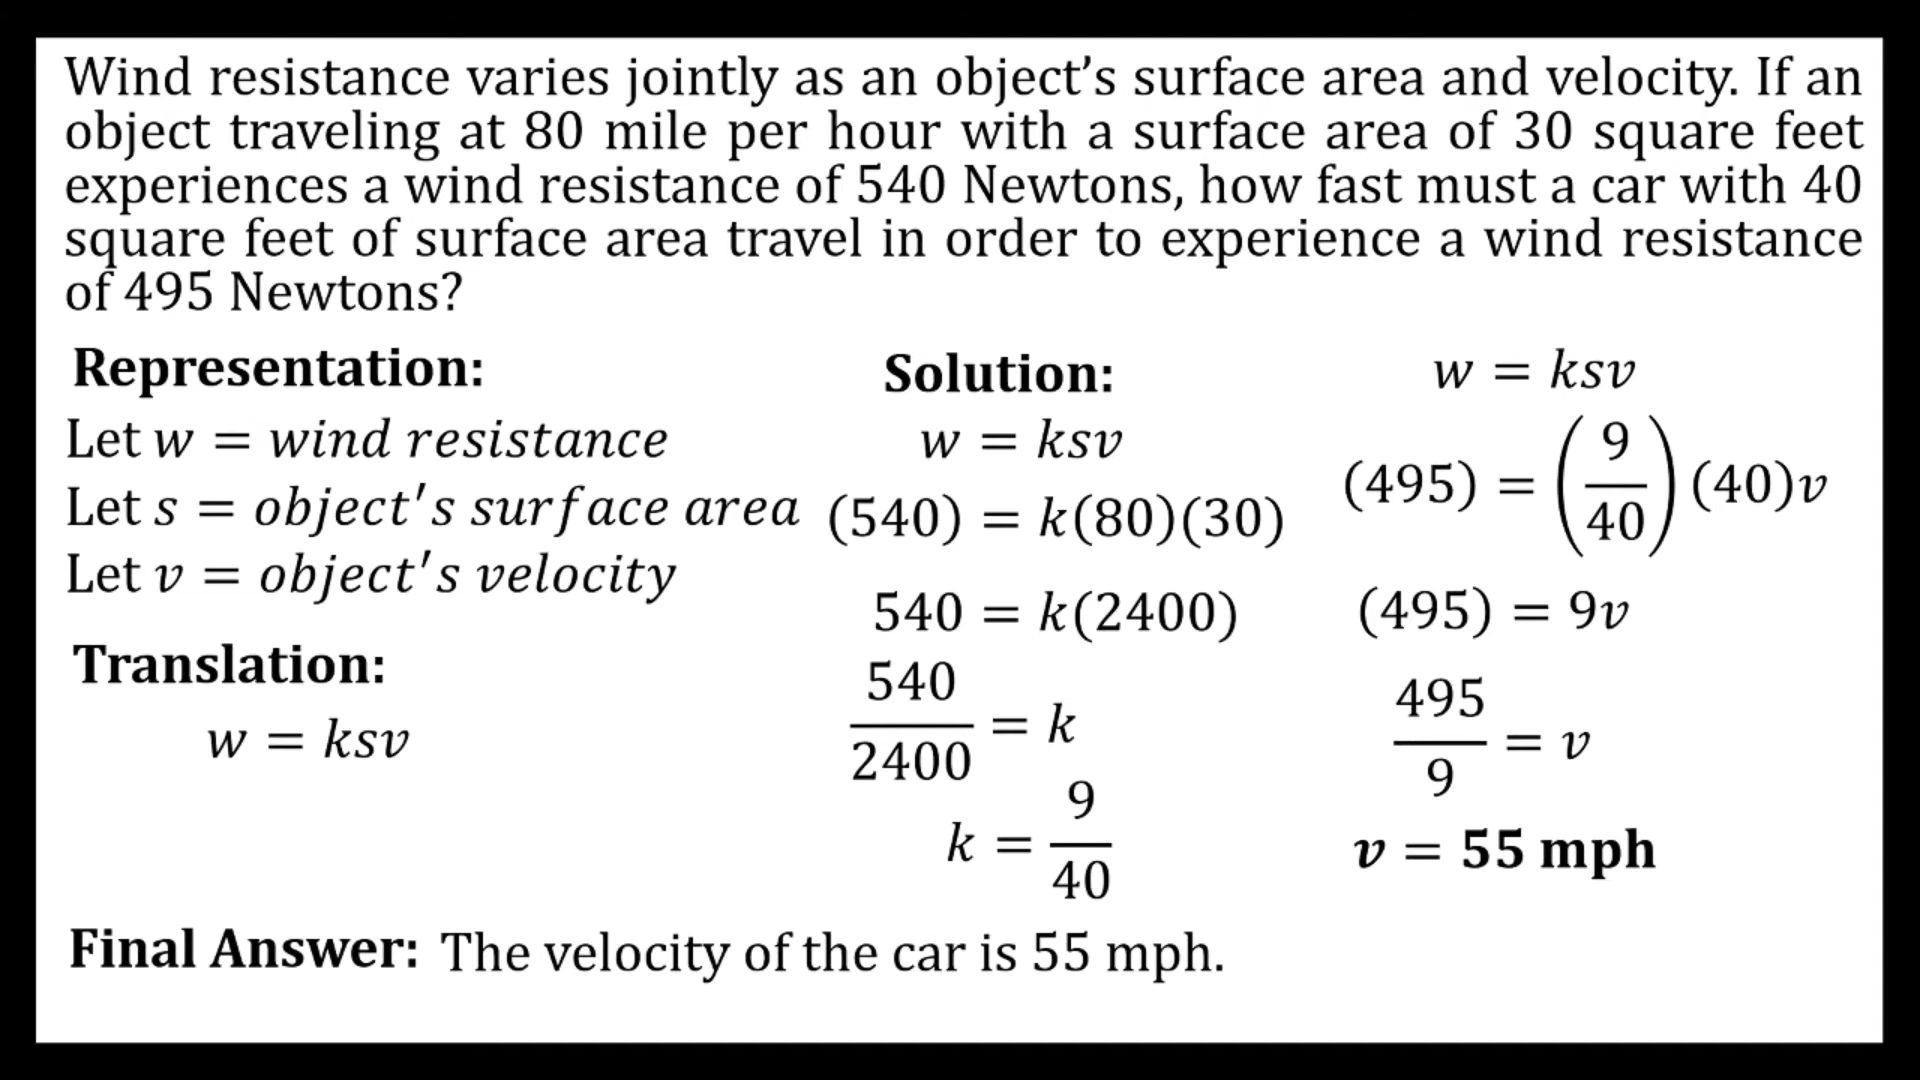 Wind resistance varies jointly as an object’s surface area and velocity. If an
object traveling at 80 mile per hour with a surface area of 30 square feet
experiences a wind resistance of 540 Newtons, how fast must a car with 40
square feet of surface area travel in order to experience a wind resistance
of 495 Newtons?
Representation:
Let w = wind resistance
Let s = object's surface area
Let v = object's velocity
Translation:
w = ksv
Solution:
w = ksv
(540) = k(80)(30)
540 = k(2400)
540/2400 = k
k = 9/40
w = ksv
(495) = (9/40)(40)v
(495) = 9v
495/9 = v
v = 55 mph
Final Answer: The velocity of the car is 55 mph.